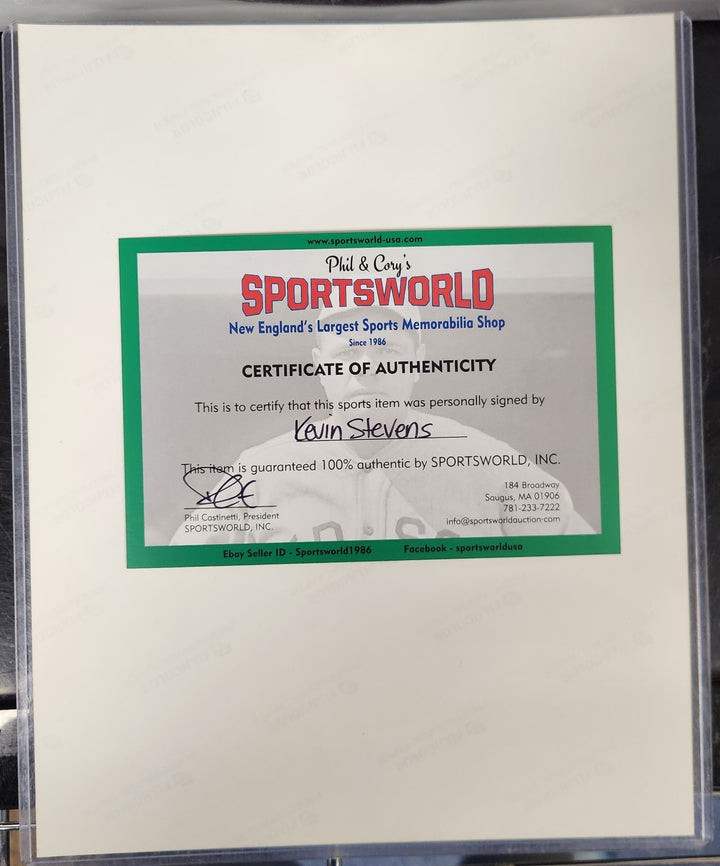 www.sportsworld-usa.com
Phil & Cory's
SPORTSWORLD
New England's Largest Sports Memorabilia Shop
Since 1986
CERTIFICATE OF AUTHENTICITY
This is to certify that this sports item was personally signed by
Kevin Stevens
This item is guaranteed 100% authentic by SPORTSWORLD, INC.
Phil Castinetti, President
SPORTSWORLD, INC.
184 Broadway
Saugus, MA 01906
781-233-7222
info@sportsworldauction.com
Ebay Seller ID - Sportsworld1986 Facebook - sportsworldusa